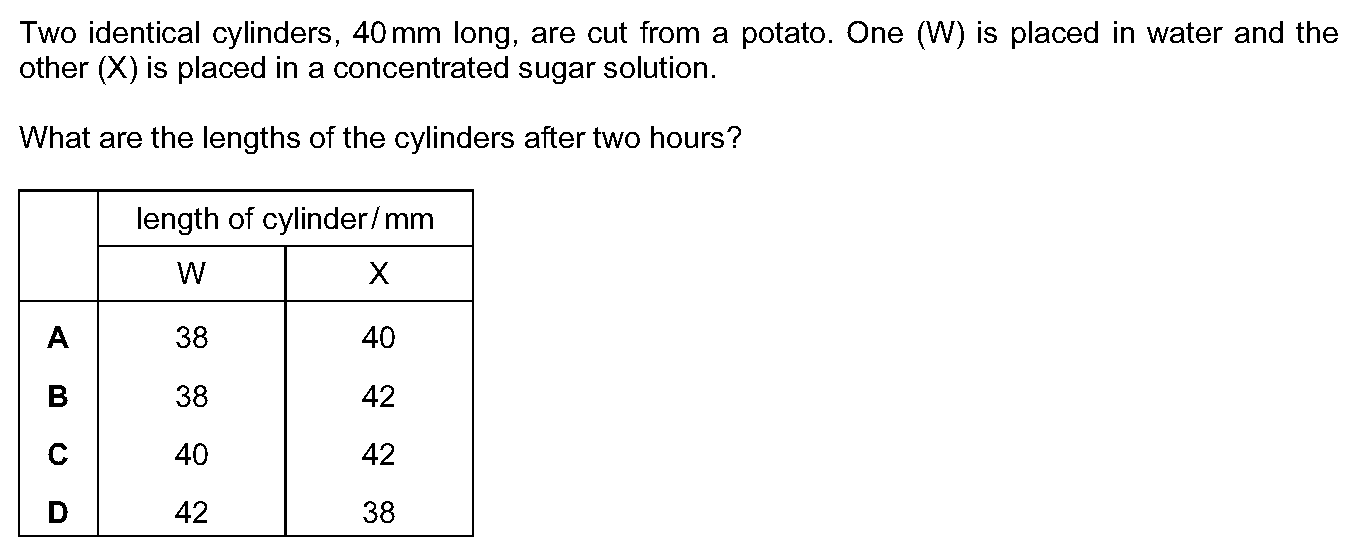 Two identical cylinders, 40 mm long, are cut from a potato. One (W) is placed in water and the
other (X) is placed in a concentrated sugar solution.
What are the lengths of the cylinders after two hours?
length of cylinder / mm
W X
A 38 40
B 38 42
C 40 42
D 42 38